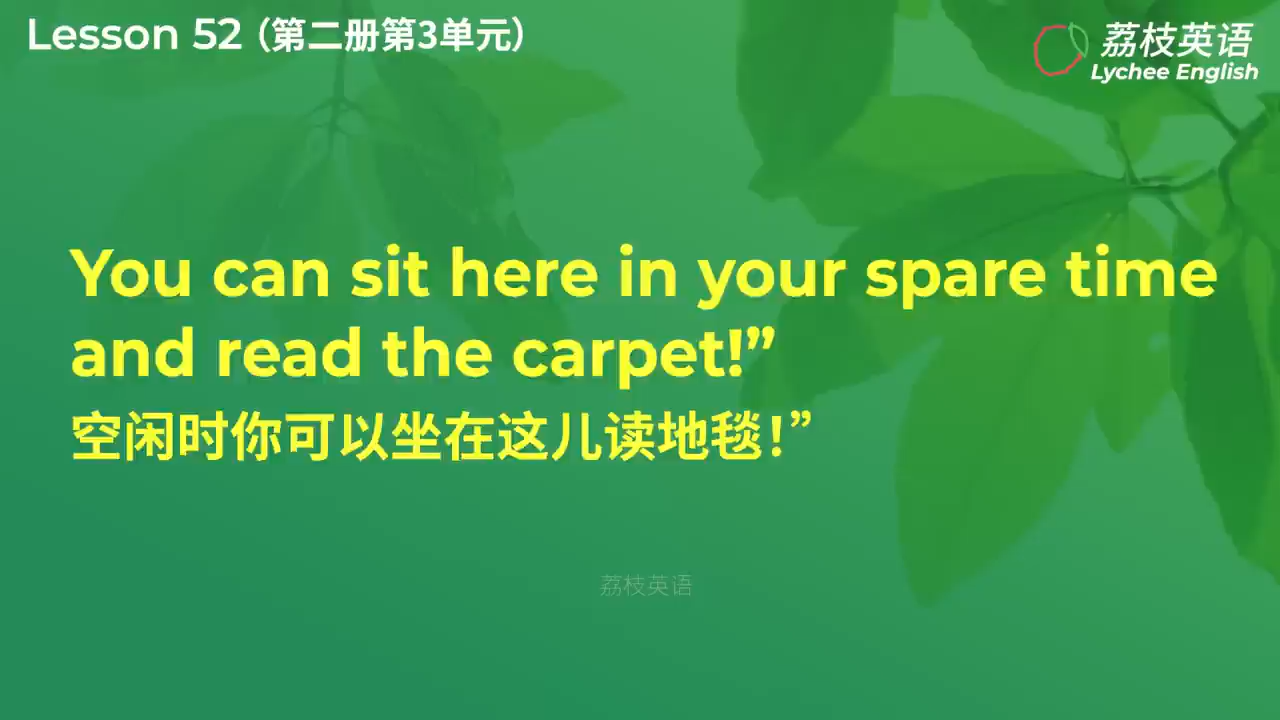 Lesson 52（第二册第3单元）
荔枝英语
Lychee English
You can sit here in your spare time
and read the carpet!”
空闲时你可以坐在这儿读地毯！”
荔枝英语